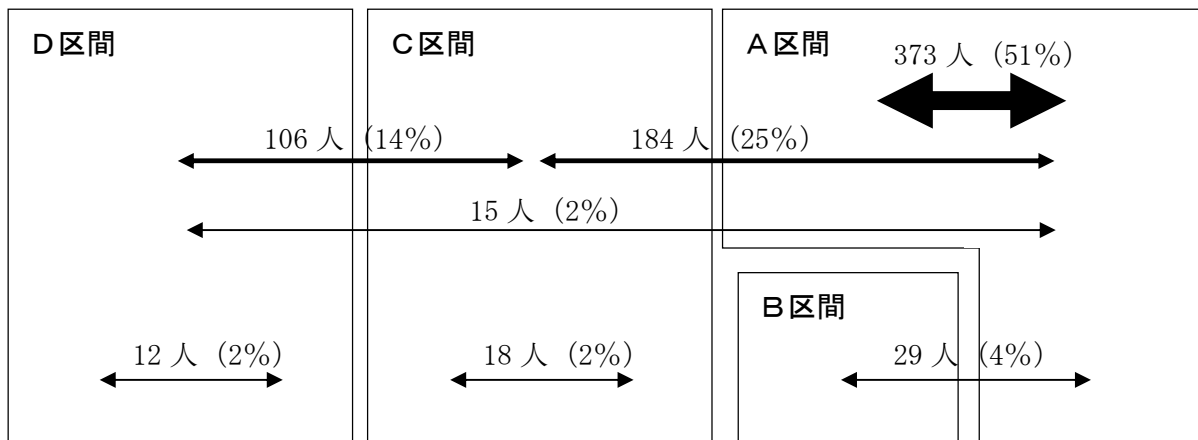 D区間
C区間
A区間
373 人（51%）
106 人（14%）
184 人（25%）
15 人（2%）
B区間
12 人（2%）
18 人（2%）
29 人（4%）